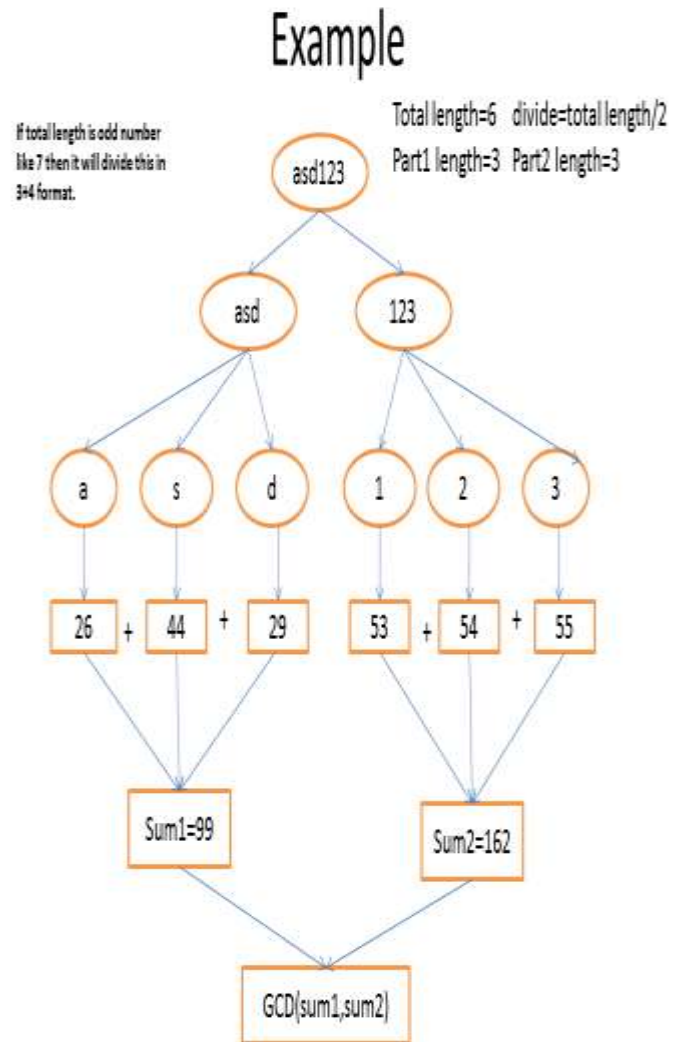 Example
If total length is odd number
like 7 then it will divide this in
3+4 format.
Total length=6 divide=total length/2
Part1 length=3 Part2 length=3
asd123
asd 123
a s d 1 2 3
26 + 44 + 29 53 + 54 + 55
Sum1=99 Sum2=162
GCD(sum1,sum2)